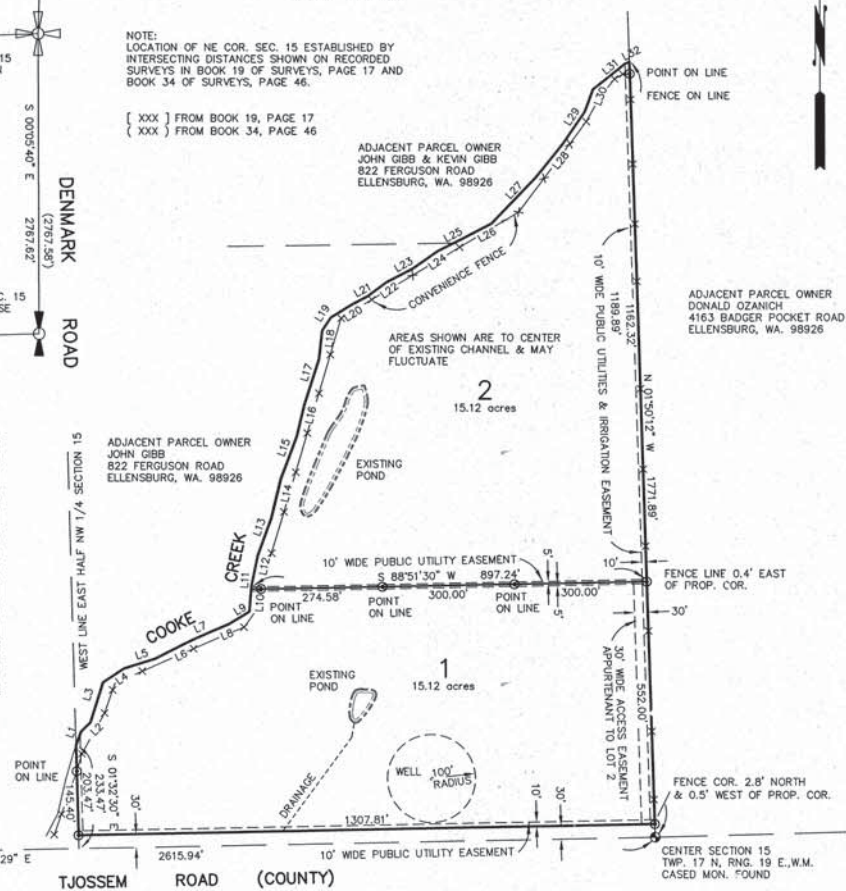 NOTE:
LOCATION OF NE COR. SEC. 15 ESTABLISHED BY
INTERSECTING DISTANCES SHOWN ON RECORDED
SURVEYS IN BOOK 19 OF SURVEYS, PAGE 17 AND
BOOK 34 OF SURVEYS, PAGE 46.
[ XXX ] FROM BOOK 19, PAGE 17
( XXX ) FROM BOOK 34, PAGE 46
15
S 00°05'40" E
(2767.58')
2767.62'
DENMARK ROAD
15
SE
ADJACENT PARCEL OWNER
JOHN GIBB & KEVIN GIBB
822 FERGUSON ROAD
ELLENSBURG, WA. 98926
L32
L31
L30
L29
L28
L27
L26
L25
L24
L23
L22
L21
L20
L19
L18
L17
L16
L15
L14
L13
L12
L11
L10
L9
L8
L7
L6
L5
L4
L3
L2
L1
POINT ON LINE
FENCE ON LINE
N
CONVENIENCE FENCE
AREAS SHOWN ARE TO CENTER
OF EXISTING CHANNEL & MAY
FLUCTUATE
2
15.12 acres
10' WIDE PUBLIC UTILITIES & IRRIGATION EASEMENT
1189.89'
1162.32'
N 01°50'12" W
1771.89'
ADJACENT PARCEL OWNER
DONALD OZANICH
4163 BADGER POCKET ROAD
ELLENSBURG, WA. 98926
ADJACENT PARCEL OWNER
JOHN GIBB
822 FERGUSON ROAD
ELLENSBURG, WA. 98926
WEST LINE EAST HALF NW 1/4 SECTION 15
EXISTING
POND
COOKE CREEK
10' WIDE PUBLIC UTILITY EASEMENT
5'
10'
S 88°51'30" W
897.24'
274.58'
300.00'
300.00'
5'
POINT
ON LINE
POINT
ON LINE
POINT
ON LINE
FENCE LINE 0.4' EAST
OF PROP. COR.
30'
1
15.12 acres
EXISTING
POND
30' WIDE ACCESS EASEMENT
APPURTENANT TO LOT 2
552.00'
POINT
ON LINE
S 01°32'30" E
233.47'
203.47'
145.40'
30'
DRAINAGE
WELL
100'
RADIUS
10'
30'
FENCE COR. 2.8' NORTH
& 0.5' WEST OF PROP. COR.
1307.81'
29" E
2615.94'
10' WIDE PUBLIC UTILITY EASEMENT
CENTER SECTION 15
TWP. 17 N, RNG. 19 E.,W.M.
CASED MON. FOUND
TJOSSEM ROAD (COUNTY)